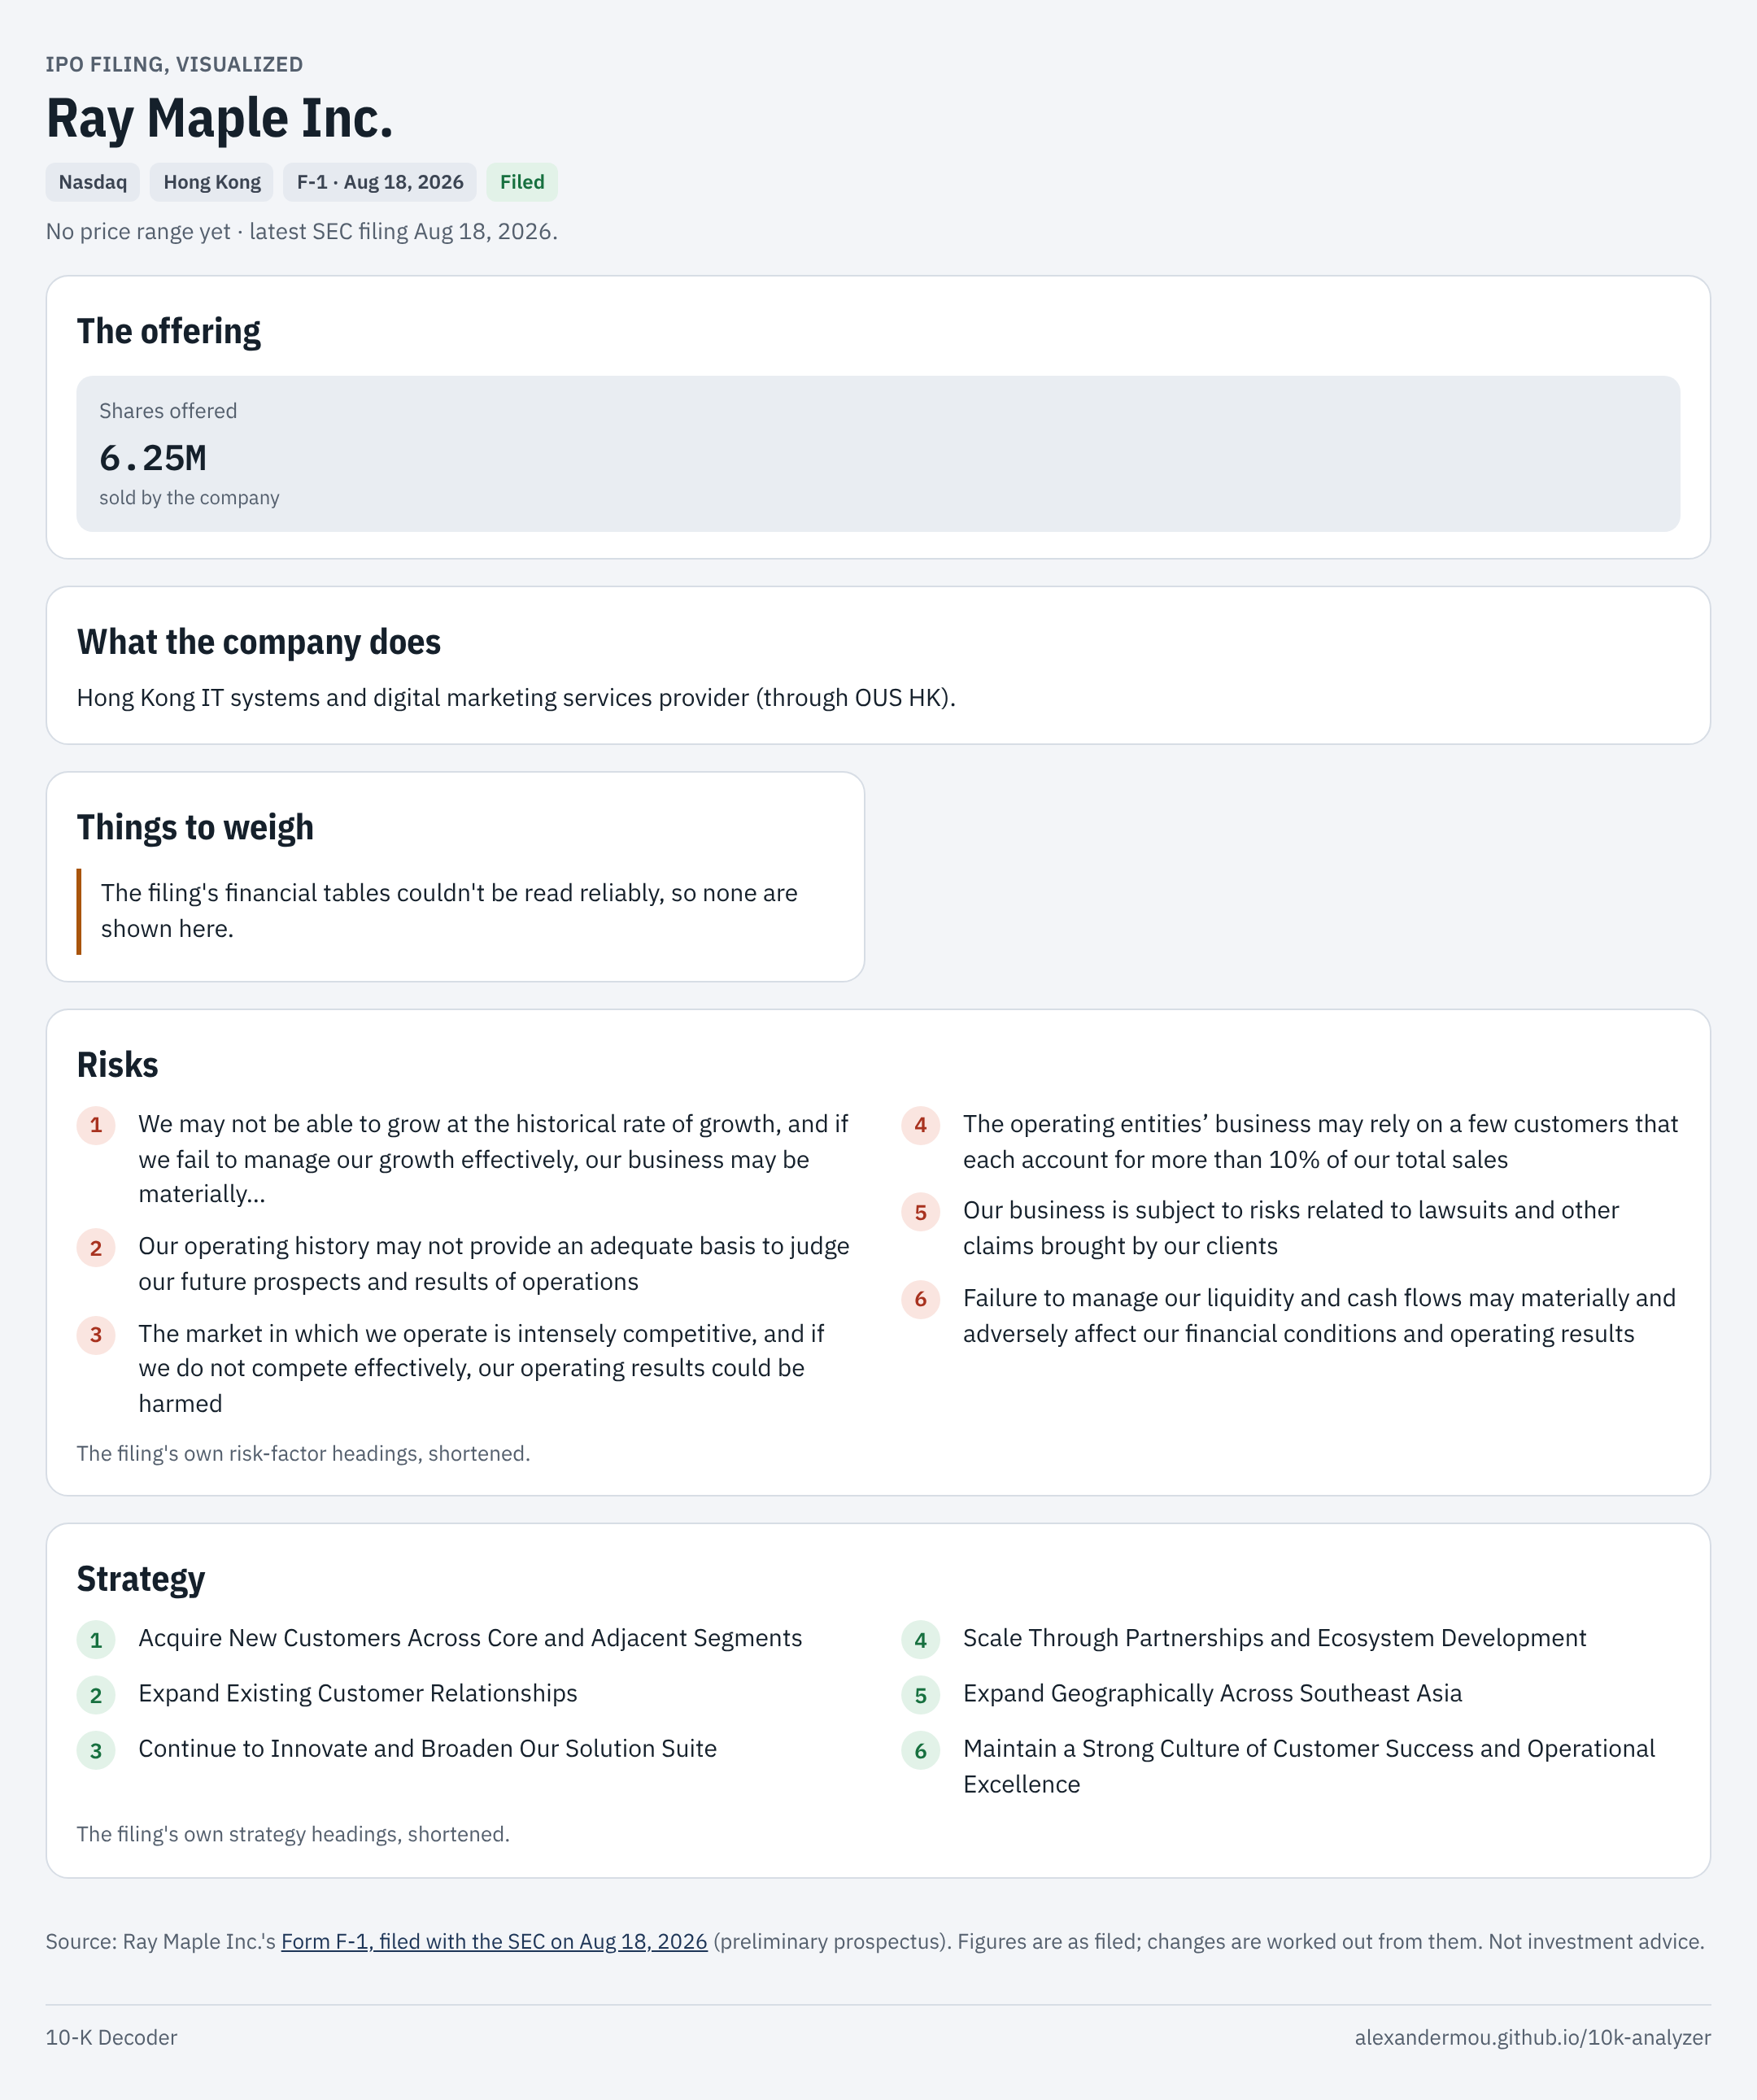 IPO FILING, VISUALIZED
Ray Maple Inc.
Nasdaq
Hong Kong
F-1 · Aug 18, 2026
Filed
No price range yet · latest SEC filing Aug 18, 2026.
The offering
Shares offered
6.25M
sold by the company
What the company does
Hong Kong IT systems and digital marketing services provider (through OUS HK).
Things to weigh
The filing's financial tables couldn't be read reliably, so none are
shown here.
Risks
1 We may not be able to grow at the historical rate of growth, and if
we fail to manage our growth effectively, our business may be
materially...
2 Our operating history may not provide an adequate basis to judge
our future prospects and results of operations
3 The market in which we operate is intensely competitive, and if
we do not compete effectively, our operating results could be
harmed
4 The operating entities’ business may rely on a few customers that
each account for more than 10% of our total sales
5 Our business is subject to risks related to lawsuits and other
claims brought by our clients
6 Failure to manage our liquidity and cash flows may materially and
adversely affect our financial conditions and operating results
The filing's own risk-factor headings, shortened.
Strategy
1 Acquire New Customers Across Core and Adjacent Segments
2 Expand Existing Customer Relationships
3 Continue to Innovate and Broaden Our Solution Suite
4 Scale Through Partnerships and Ecosystem Development
5 Expand Geographically Across Southeast Asia
6 Maintain a Strong Culture of Customer Success and Operational
Excellence
The filing's own strategy headings, shortened.
Source: Ray Maple Inc.'s Form F-1, filed with the SEC on Aug 18, 2026 (preliminary prospectus). Figures are as filed; changes are worked out from them. Not investment advice.
10-K Decoder
alexandermou.github.io/10k-analyzer